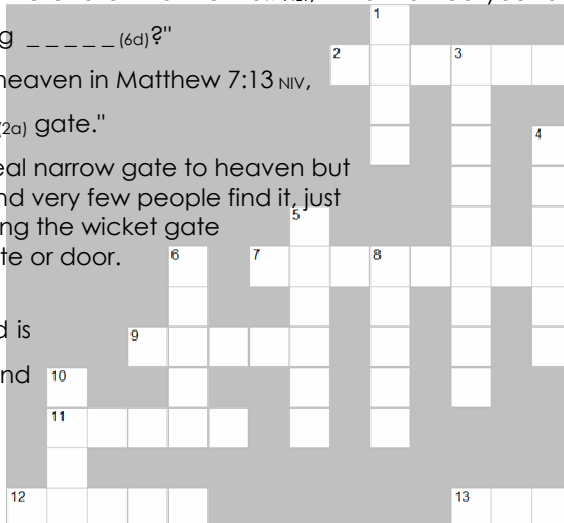 g _ _ _ _ _ (6d)?"
heaven in Matthew 7:13 NIV,
(2a) gate."
eal narrow gate to heaven but
nd very few people find it, just
ng the wicket gate
te or door.
d is
nd
1
2 3
4
5
6 7 8
9
10
11
12 13